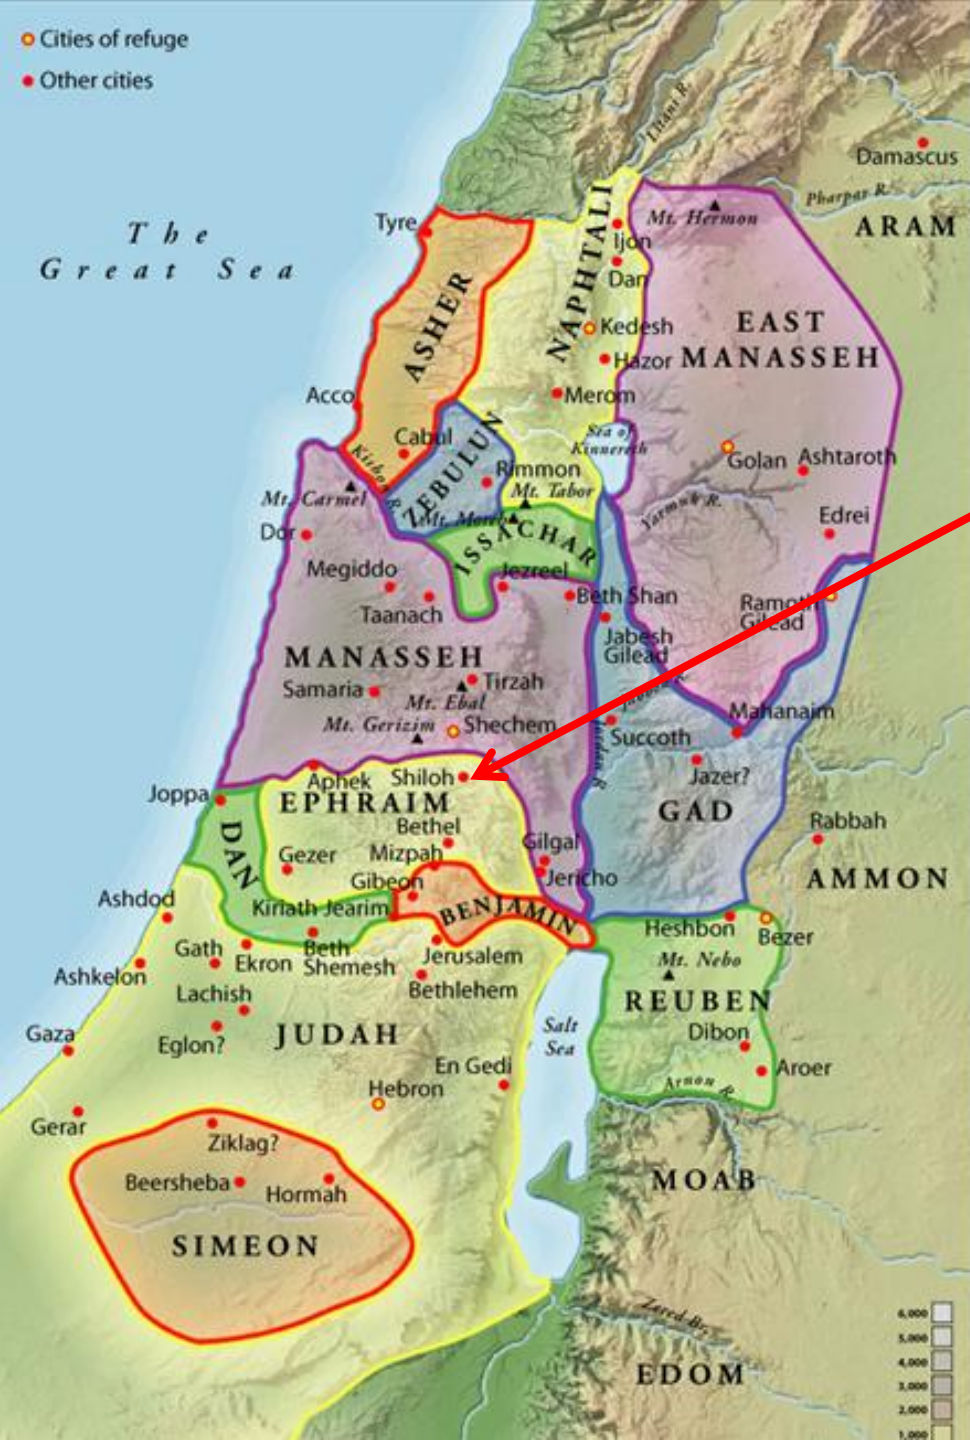 Cities of refuge
Other cities
Litani R.
Damascus
Pharpar R.
ARAM
The
Great Sea
Tyre
Mt. Hermon
Ijon
Dan
NAPHTALI
ASHER
Kedesh
Hazor
EAST
MANASSEH
Merom
Acco
Cabul
Sea of
Kinnereth
Golan
Ashtaroth
Kishon R.
ZEBULUN
Rimmon
Mt. Tabor
Mt. Carmel
Mt. Moreh
Yarmuk R.
Edrei
Dor
ISSACHAR
Megiddo
Jezreel
Taanach
Beth Shan
Ramoth
Gilead
Jabesh
Gilead
MANASSEH
Samaria
Tirzah
Mt. Ebal
Mt. Gerizim
Shechem
Jabbok R.
Mahanaim
Succoth
Jordan R.
Jazer?
Aphek
Shiloh
Joppa
EPHRAIM
GAD
Bethel
Rabbah
DAN
Gezer
Mizpah
Gilgal
Gibeon
Jericho
AMMON
Ashdod
Kiriath Jearim
BENJAMIN
Heshbon
Bezer
Gath
Ekron
Beth
Shemesh
Jerusalem
Mt. Nebo
Ashkelon
Bethlehem
Lachish
REUBEN
Salt
Sea
Gaza
Eglon?
JUDAH
Dibon
En Gedi
Aroer
Hebron
Arnon R.
Gerar
Ziklag?
Beersheba
Hormah
MOAB
SIMEON
Zered Br.
EDOM
6,000
5,000
4,000
3,000
2,000
1,000